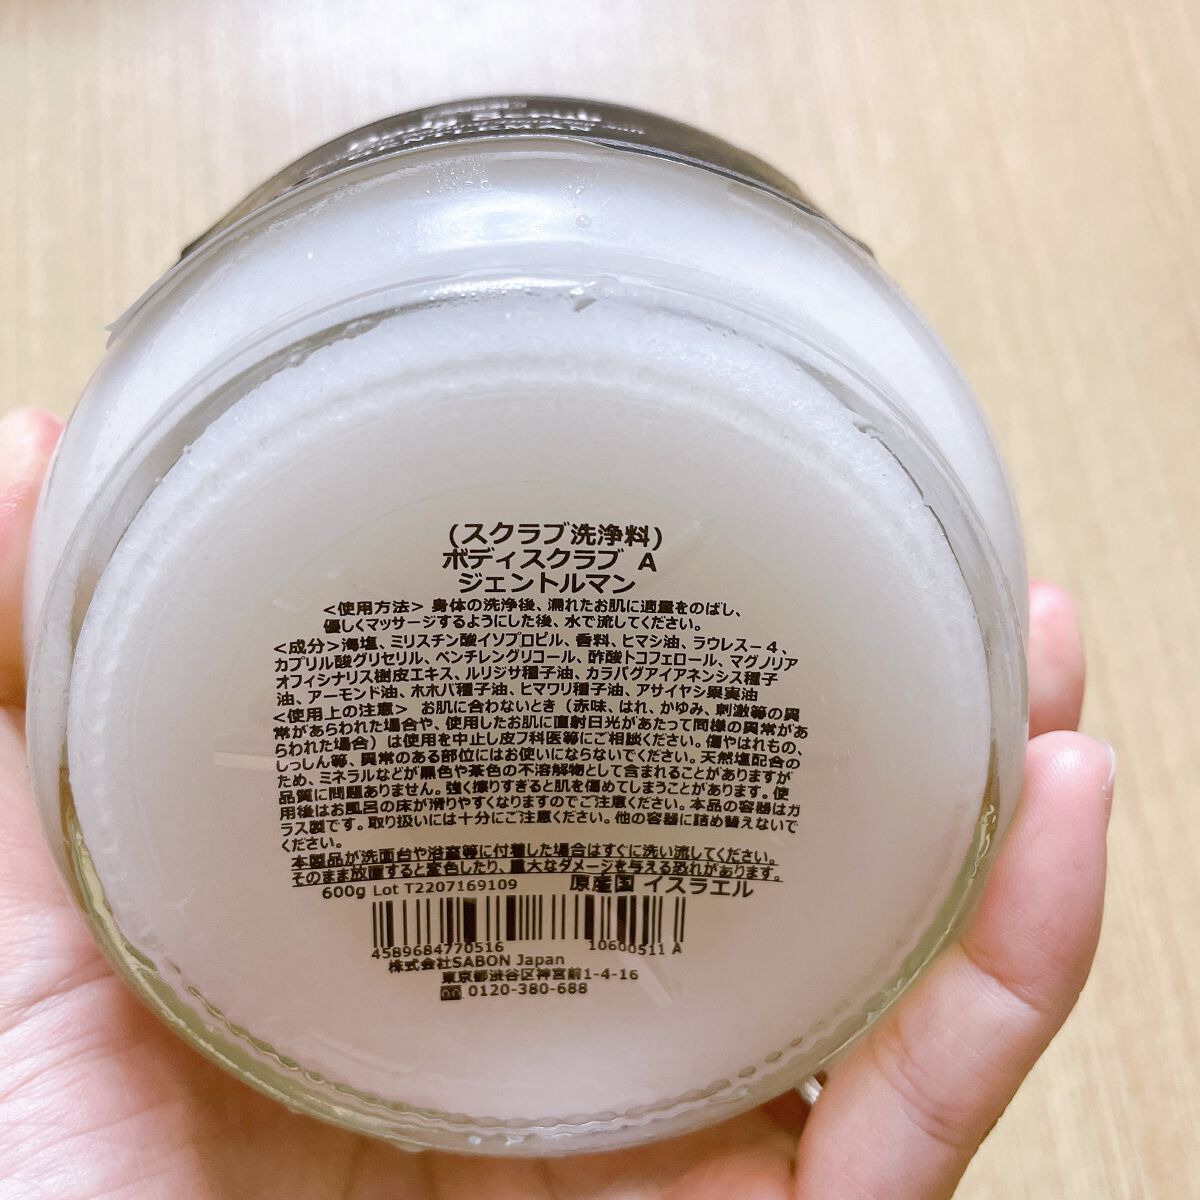 Body Scrub
(スクラブ洗浄料)
ボディスクラブ A
ジェントルマン
<使用方法> 身体の洗浄後、濡れたお肌に適量をのばし、
優しくマッサージするようにした後、水で流してください。
<成分>海塩、ミリスチン酸イソプロピル、香料、ヒマシ油、ラウレス-4、
カプリル酸グリセリル、ペンチレングリコール、酢酸トコフェロール、マグノリア
オフィシナリス樹皮エキス、ルリジサ種子油、カラパグアイアネンシス種子
油、アーモンド油、ホホバ種子油、ヒマワリ種子油、アサイヤシ果実油
<使用上の注意> お肌に合わないとき(赤味、はれ、かゆみ、刺激等の異
常があらわれた場合や、使用したお肌に直射日光があたって同様の異常があ
らわれた場合)は使用を中止し皮フ科医等にご相談ください。傷やはれもの、
しっしん等、異常のある部位にはお使いにならないでください。天然塩配合の
ため、ミネラルなどが黒色や茶色の不溶解物として含まれることがありますが
品質に問題ありません。強く擦りすぎると肌を傷めてしまうことがあります。使
用後はお風呂の床が滑りやすくなりますのでご注意ください。本品の容器はガ
ラス製です。取り扱いには十分にご注意ください。他の容器に詰め替えないで
ください。
本製品が洗面台や浴室等に付着した場合はすぐに洗い流してください。
そのまま放置すると変色したり、重大なダメージを与える恐れがあります。
600g Lot T2207169109 原産国 イスラエル
4589684770516 10600511 A
株式会社SABON Japan
東京都渋谷区神宮前1-4-16
0120-380-688